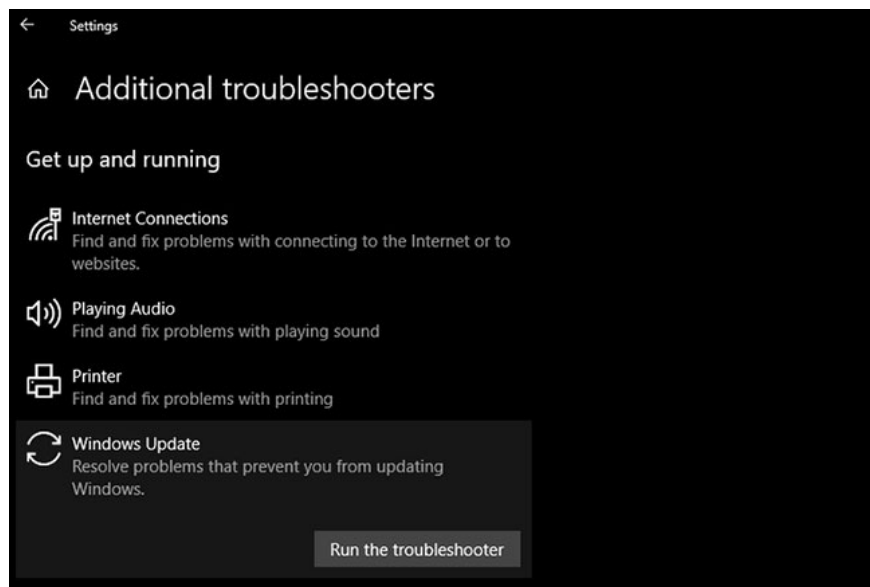 Settings
Additional troubleshooters
Get up and running
Internet Connections
Find and fix problems with connecting to the Internet or to
websites.
Playing Audio
Find and fix problems with playing sound
Printer
Find and fix problems with printing
Windows Update
Resolve problems that prevent you from updating
Windows.
Run the troubleshooter